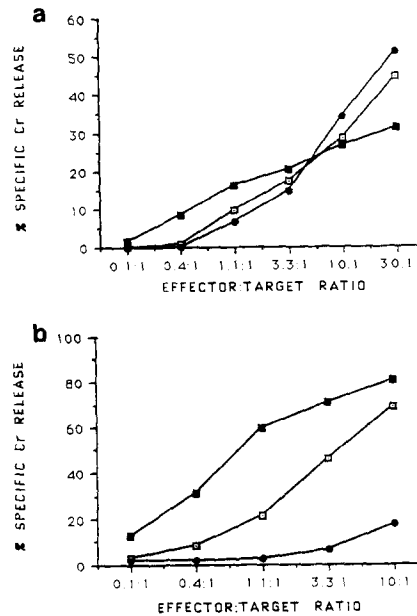 a
60
50
40
30
20
10
0
% SPECIFIC Cr RELEASE
0.1:1 0.4:1 1.1:1 3.3:1 10:1 30:1
EFFECTOR:TARGET RATIO
b
100
80
60
40
20
0
% SPECIFIC Cr RELEASE
0.1:1 0.4:1 1.1:1 3.3:1 10:1
EFFECTOR:TARGET RATIO